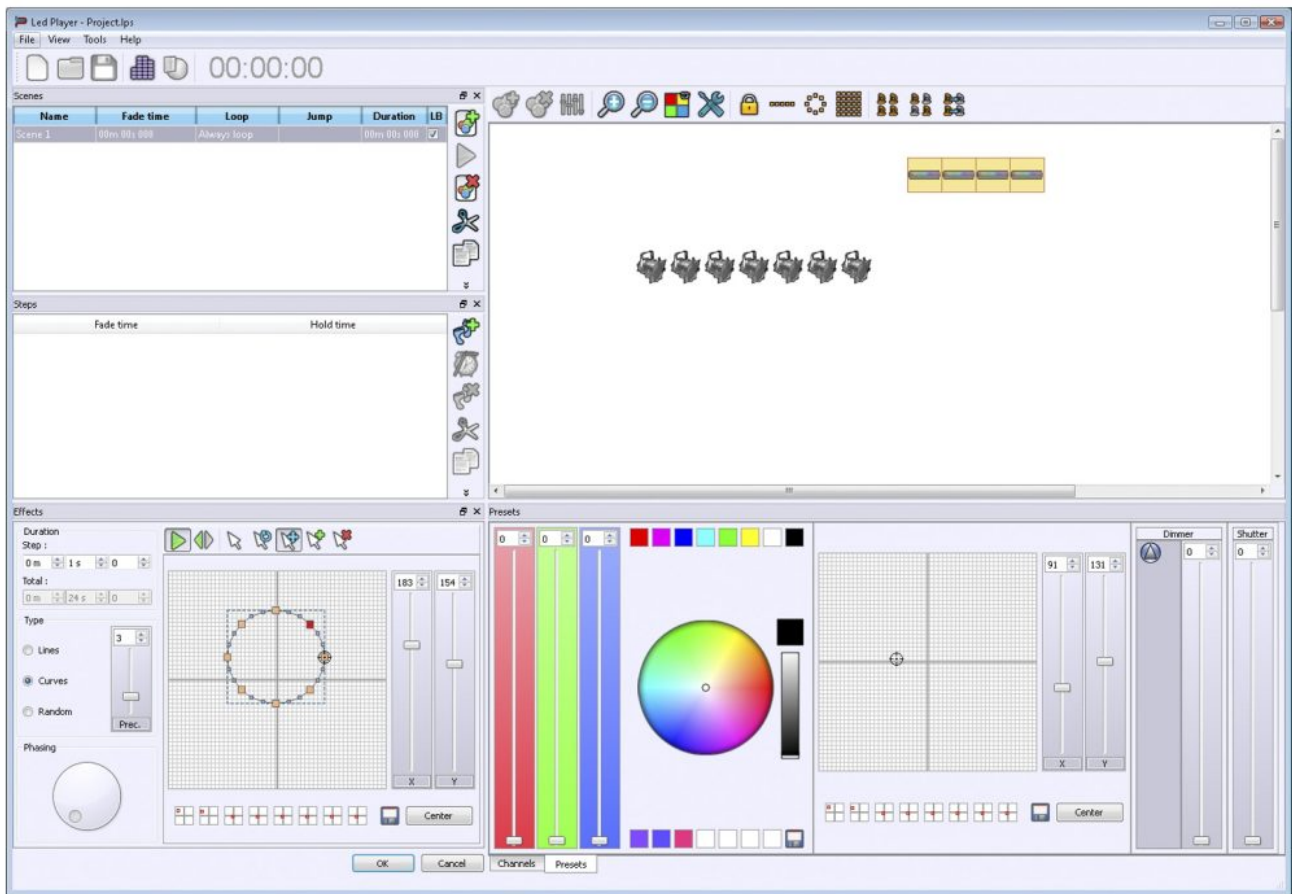 Led Player - Project.lps
File View Tools Help
00:00:00
Scenes
Name Fade time Loop Jump Duration LB
Scene 1 00m 00s 000 Always loop 00m 00s 000
Steps
Fade time Hold time
Effects
Duration
Step :
0 m 1 s 0
Total :
0 m 24 s 0
Type
3
Lines
Curves
Random
Prec.
Phasing
183 154
X Y
Center
OK Cancel
Presets
0 0 0
91 131
X Y
Center
Dimmer Shutter
0 0
Channels Presets